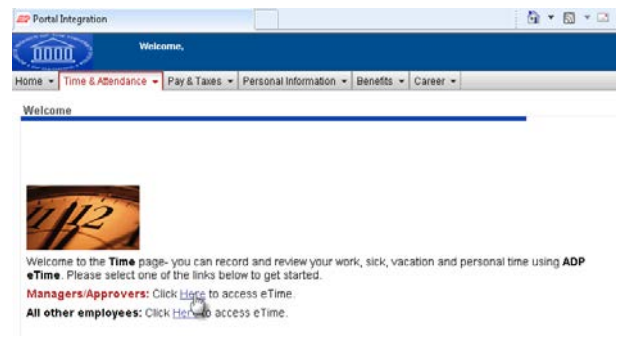 Portal Integration
Welcome,
Home Time & Attendance Pay & Taxes Personal Information Benefits Career
Welcome
11 12
Welcome to the Time page- you can record and review your work, sick, vacation and personal time using ADP
eTime. Please select one of the links below to get started.
Managers/Approvers: Click Here to access eTime.
All other employees: Click Here to access eTime.